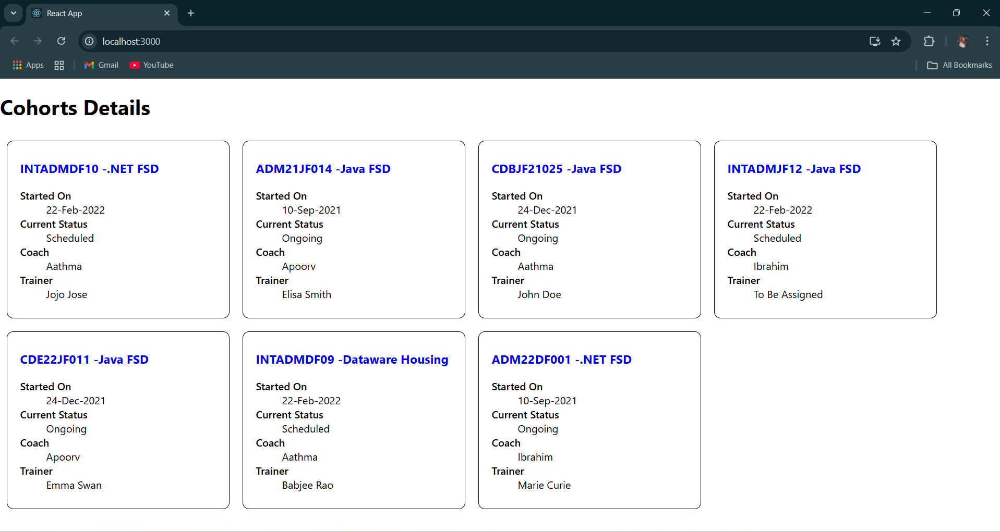 React App
localhost:3000
Apps
Gmail
YouTube
All Bookmarks
Cohorts Details
INTADMDF10 -.NET FSD
Started On
22-Feb-2022
Current Status
Scheduled
Coach
Aathma
Trainer
Jojo Jose
ADM21JF014 -Java FSD
Started On
10-Sep-2021
Current Status
Ongoing
Coach
Apoorv
Trainer
Elisa Smith
CDBJF21025 -Java FSD
Started On
24-Dec-2021
Current Status
Ongoing
Coach
Aathma
Trainer
John Doe
INTADMJF12 -Java FSD
Started On
22-Feb-2022
Current Status
Scheduled
Coach
Ibrahim
Trainer
To Be Assigned
CDE22JF011 -Java FSD
Started On
24-Dec-2021
Current Status
Ongoing
Coach
Apoorv
Trainer
Emma Swan
INTADMDF09 -Dataware Housing
Started On
22-Feb-2022
Current Status
Scheduled
Coach
Aathma
Trainer
Babjee Rao
ADM22DF001 -.NET FSD
Started On
10-Sep-2021
Current Status
Ongoing
Coach
Ibrahim
Trainer
Marie Curie